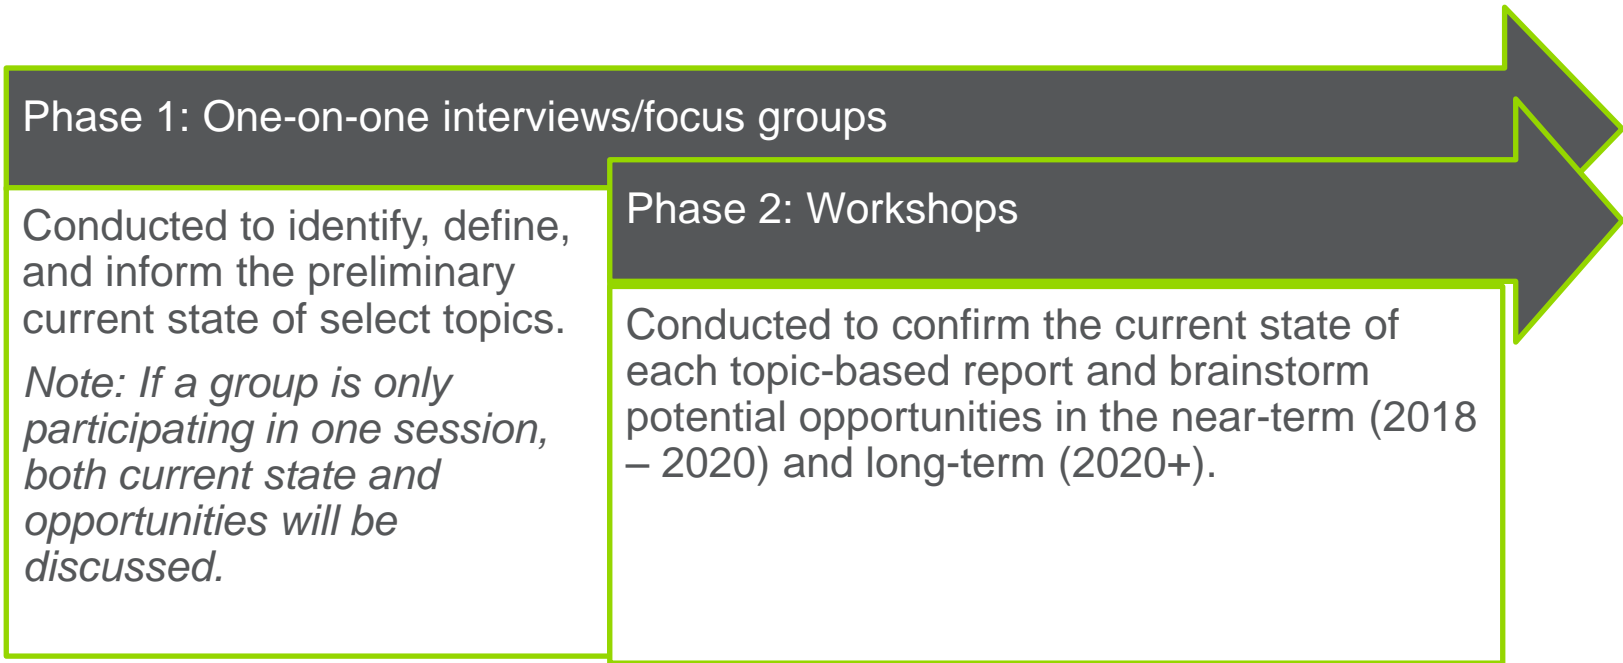 Phase 1: One-on-one interviews/focus groups
Conducted to identify, define,
and inform the preliminary
current state of select topics.
Note: If a group is only
participating in one session,
both current state and
opportunities will be
discussed.
Phase 2: Workshops
Conducted to confirm the current state of
each topic-based report and brainstorm
potential opportunities in the near-term (2018
– 2020) and long-term (2020+).